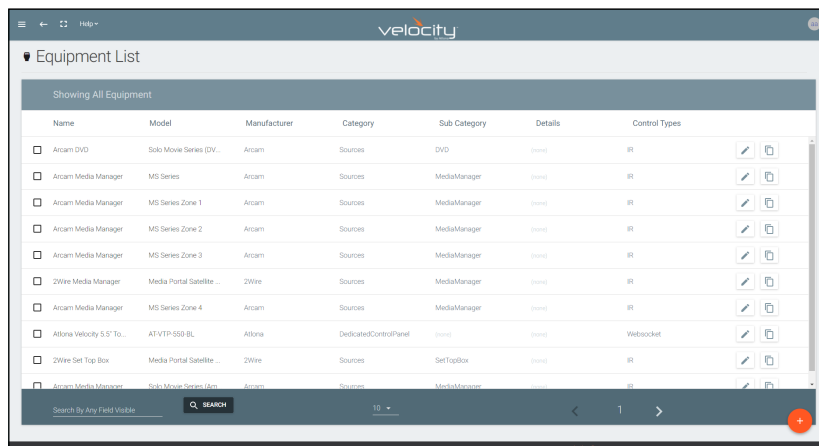 Help
velocity
Equipment List
Showing All Equipment
Name Model Manufacturer Category Sub Category Details Control Types
Arcam DVD Solo Movie Series (DV... Arcam Sources DVD (none) IR
Arcam Media Manager MS Series Arcam Sources MediaManager (none) IR
Arcam Media Manager MS Series Zone 1 Arcam Sources MediaManager (none) IR
Arcam Media Manager MS Series Zone 2 Arcam Sources MediaManager (none) IR
Arcam Media Manager MS Series Zone 3 Arcam Sources MediaManager (none) IR
2Wire Media Manager Media Portal Satellite ... 2Wire Sources MediaManager (none) IR
Arcam Media Manager MS Series Zone 4 Arcam Sources MediaManager (none) IR
Atlona Velocity 5.5" To... AT-VTP-550-BL Atlona DedicatedControlPanel (none) (none) Websocket
2Wire Set Top Box Media Portal Satellite ... 2Wire Sources SetTopBox (none) IR
Arcam Media Manager Solo Movie Series (Am... Arcam Sources MediaManager (none) IR
Search By Any Field Visible SEARCH 10 1
+